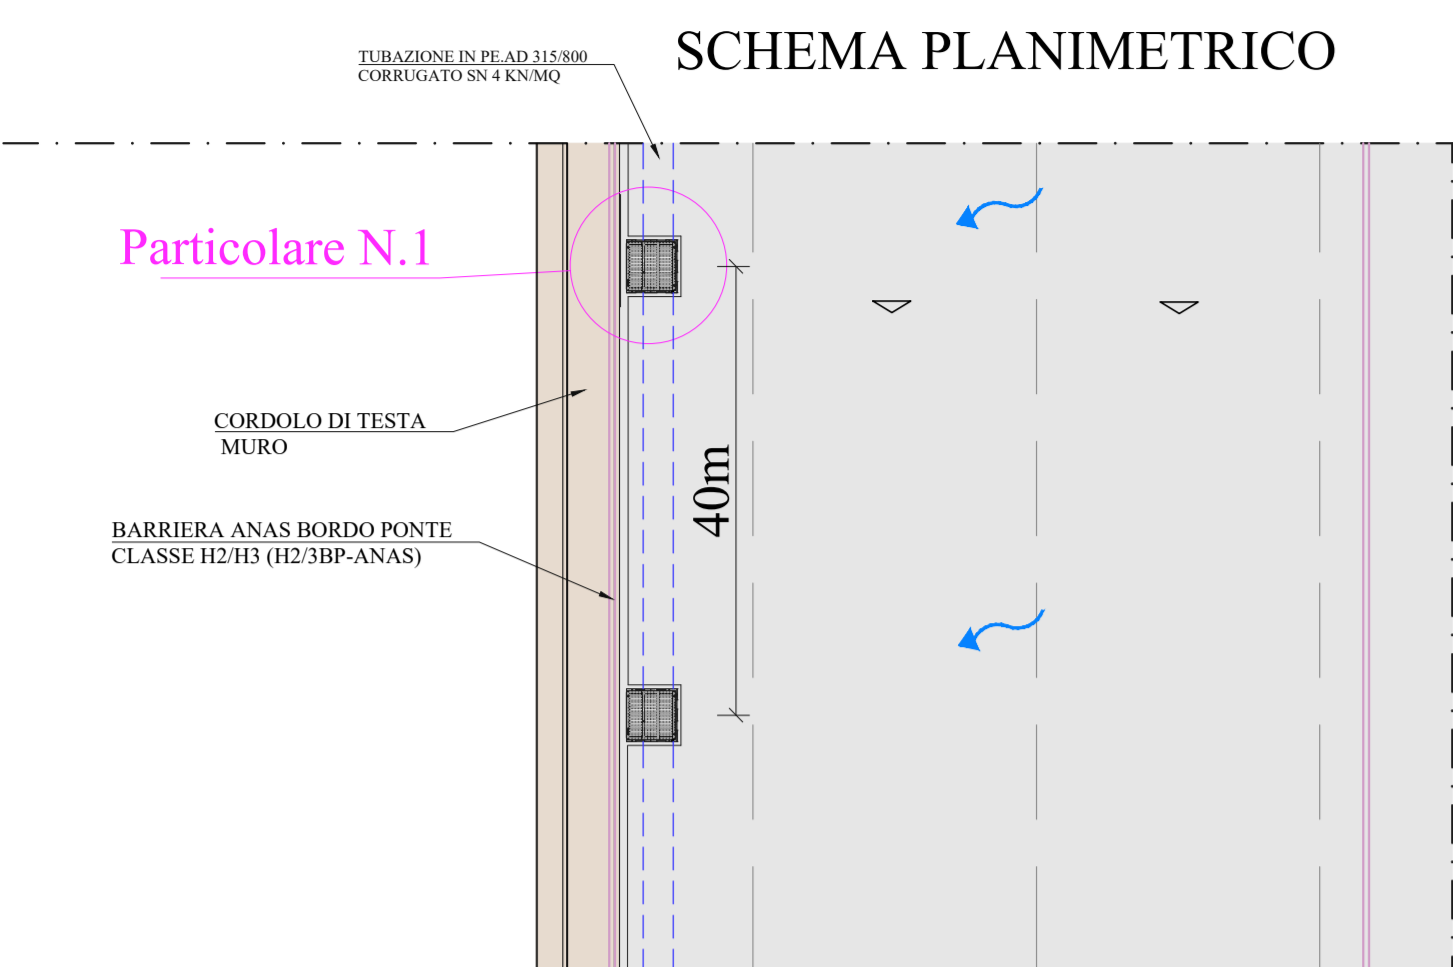 SCHEMA PLANIMETRICO
TUBAZIONE IN PE.AD 315/800
CORRUGATO SN 4 KN/MQ
Particolare N.1
CORDOLO DI TESTA
MURO
40m
BARRIERA ANAS BORDO PONTE
CLASSE H2/H3 (H2/3BP-ANAS)